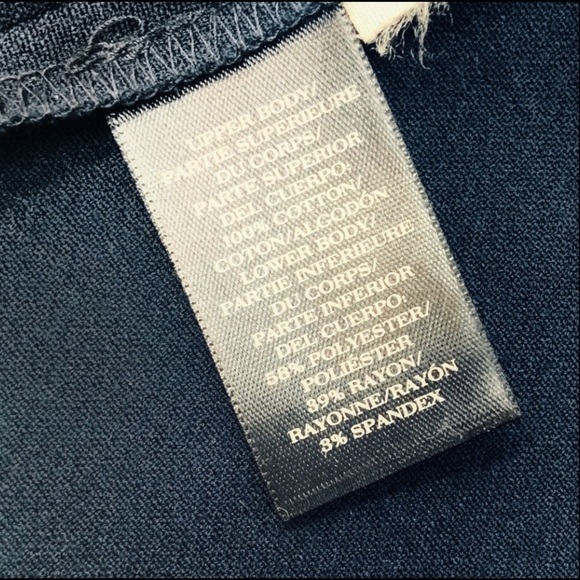 UPPER BODY/
PARTIE SUPERIEURE
DU CORPS/
PARTE SUPERIOR
DEL CUERPO:
100% COTTON/
COTON/ALGODÓN
LOWER BODY/
PARTIE INFERIEURE
DU CORPS/
PARTE INFERIOR
DEL CUERPO:
58% POLYESTER/
POLIÉSTER
39% RAYON/
RAYONNE/RAYÓN
3% SPANDEX